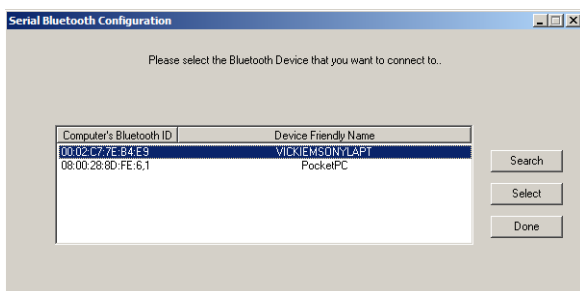 Serial Bluetooth Configuration
Please select the Bluetooth Device that you want to connect to..
Computer's Bluetooth ID Device Friendly Name
00:02:C7:7E:B4:E9 VICKIEMSONYLAPT
08:00:28:8D:FE:6,1 PocketPC
Search
Select
Done